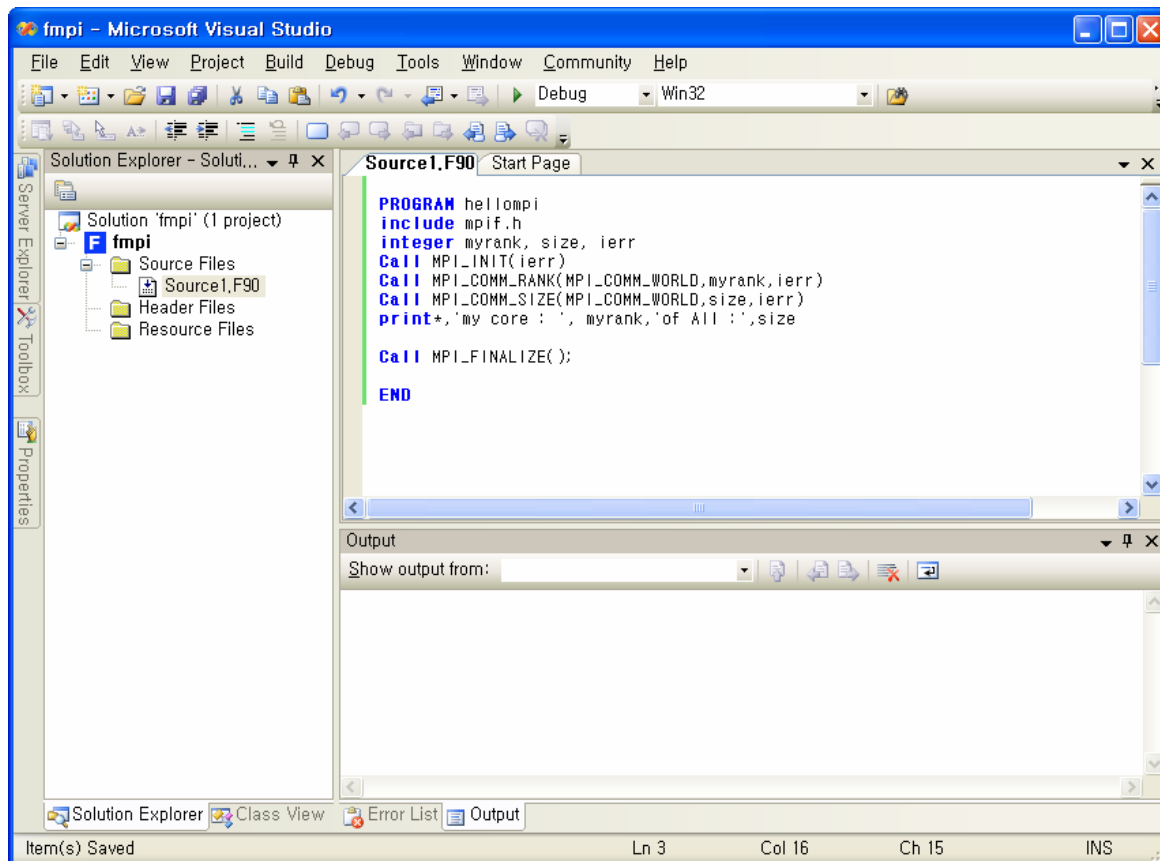 fmpi - Microsoft Visual Studio
File Edit View Project Build Debug Tools Window Community Help
Debug Win32
Solution Explorer - Soluti...
Solution 'fmpi' (1 project)
fmpi
Source Files
Source1.F90
Header Files
Resource Files
Server Explorer
Toolbox
Properties
Source1.F90 Start Page
PROGRAM hellompi
include mpif.h
integer myrank, size, ierr
Call MPI_INIT(ierr)
Call MPI_COMM_RANK(MPI_COMM_WORLD,myrank,ierr)
Call MPI_COMM_SIZE(MPI_COMM_WORLD,size,ierr)
print*,'my core : ', myrank,'of All :',size
Call MPI_FINALIZE();
END
Output
Show output from:
Solution Explorer Class View Error List Output
Item(s) Saved Ln 3 Col 16 Ch 15 INS